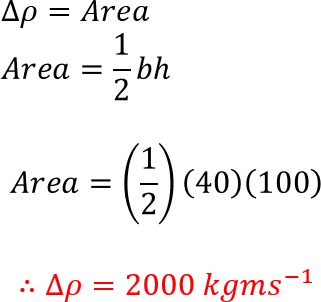 Δρ = Area
Area = 1/2 bh
Area = (1/2) (40)(100)
∴ Δρ = 2000 kgms⁻¹